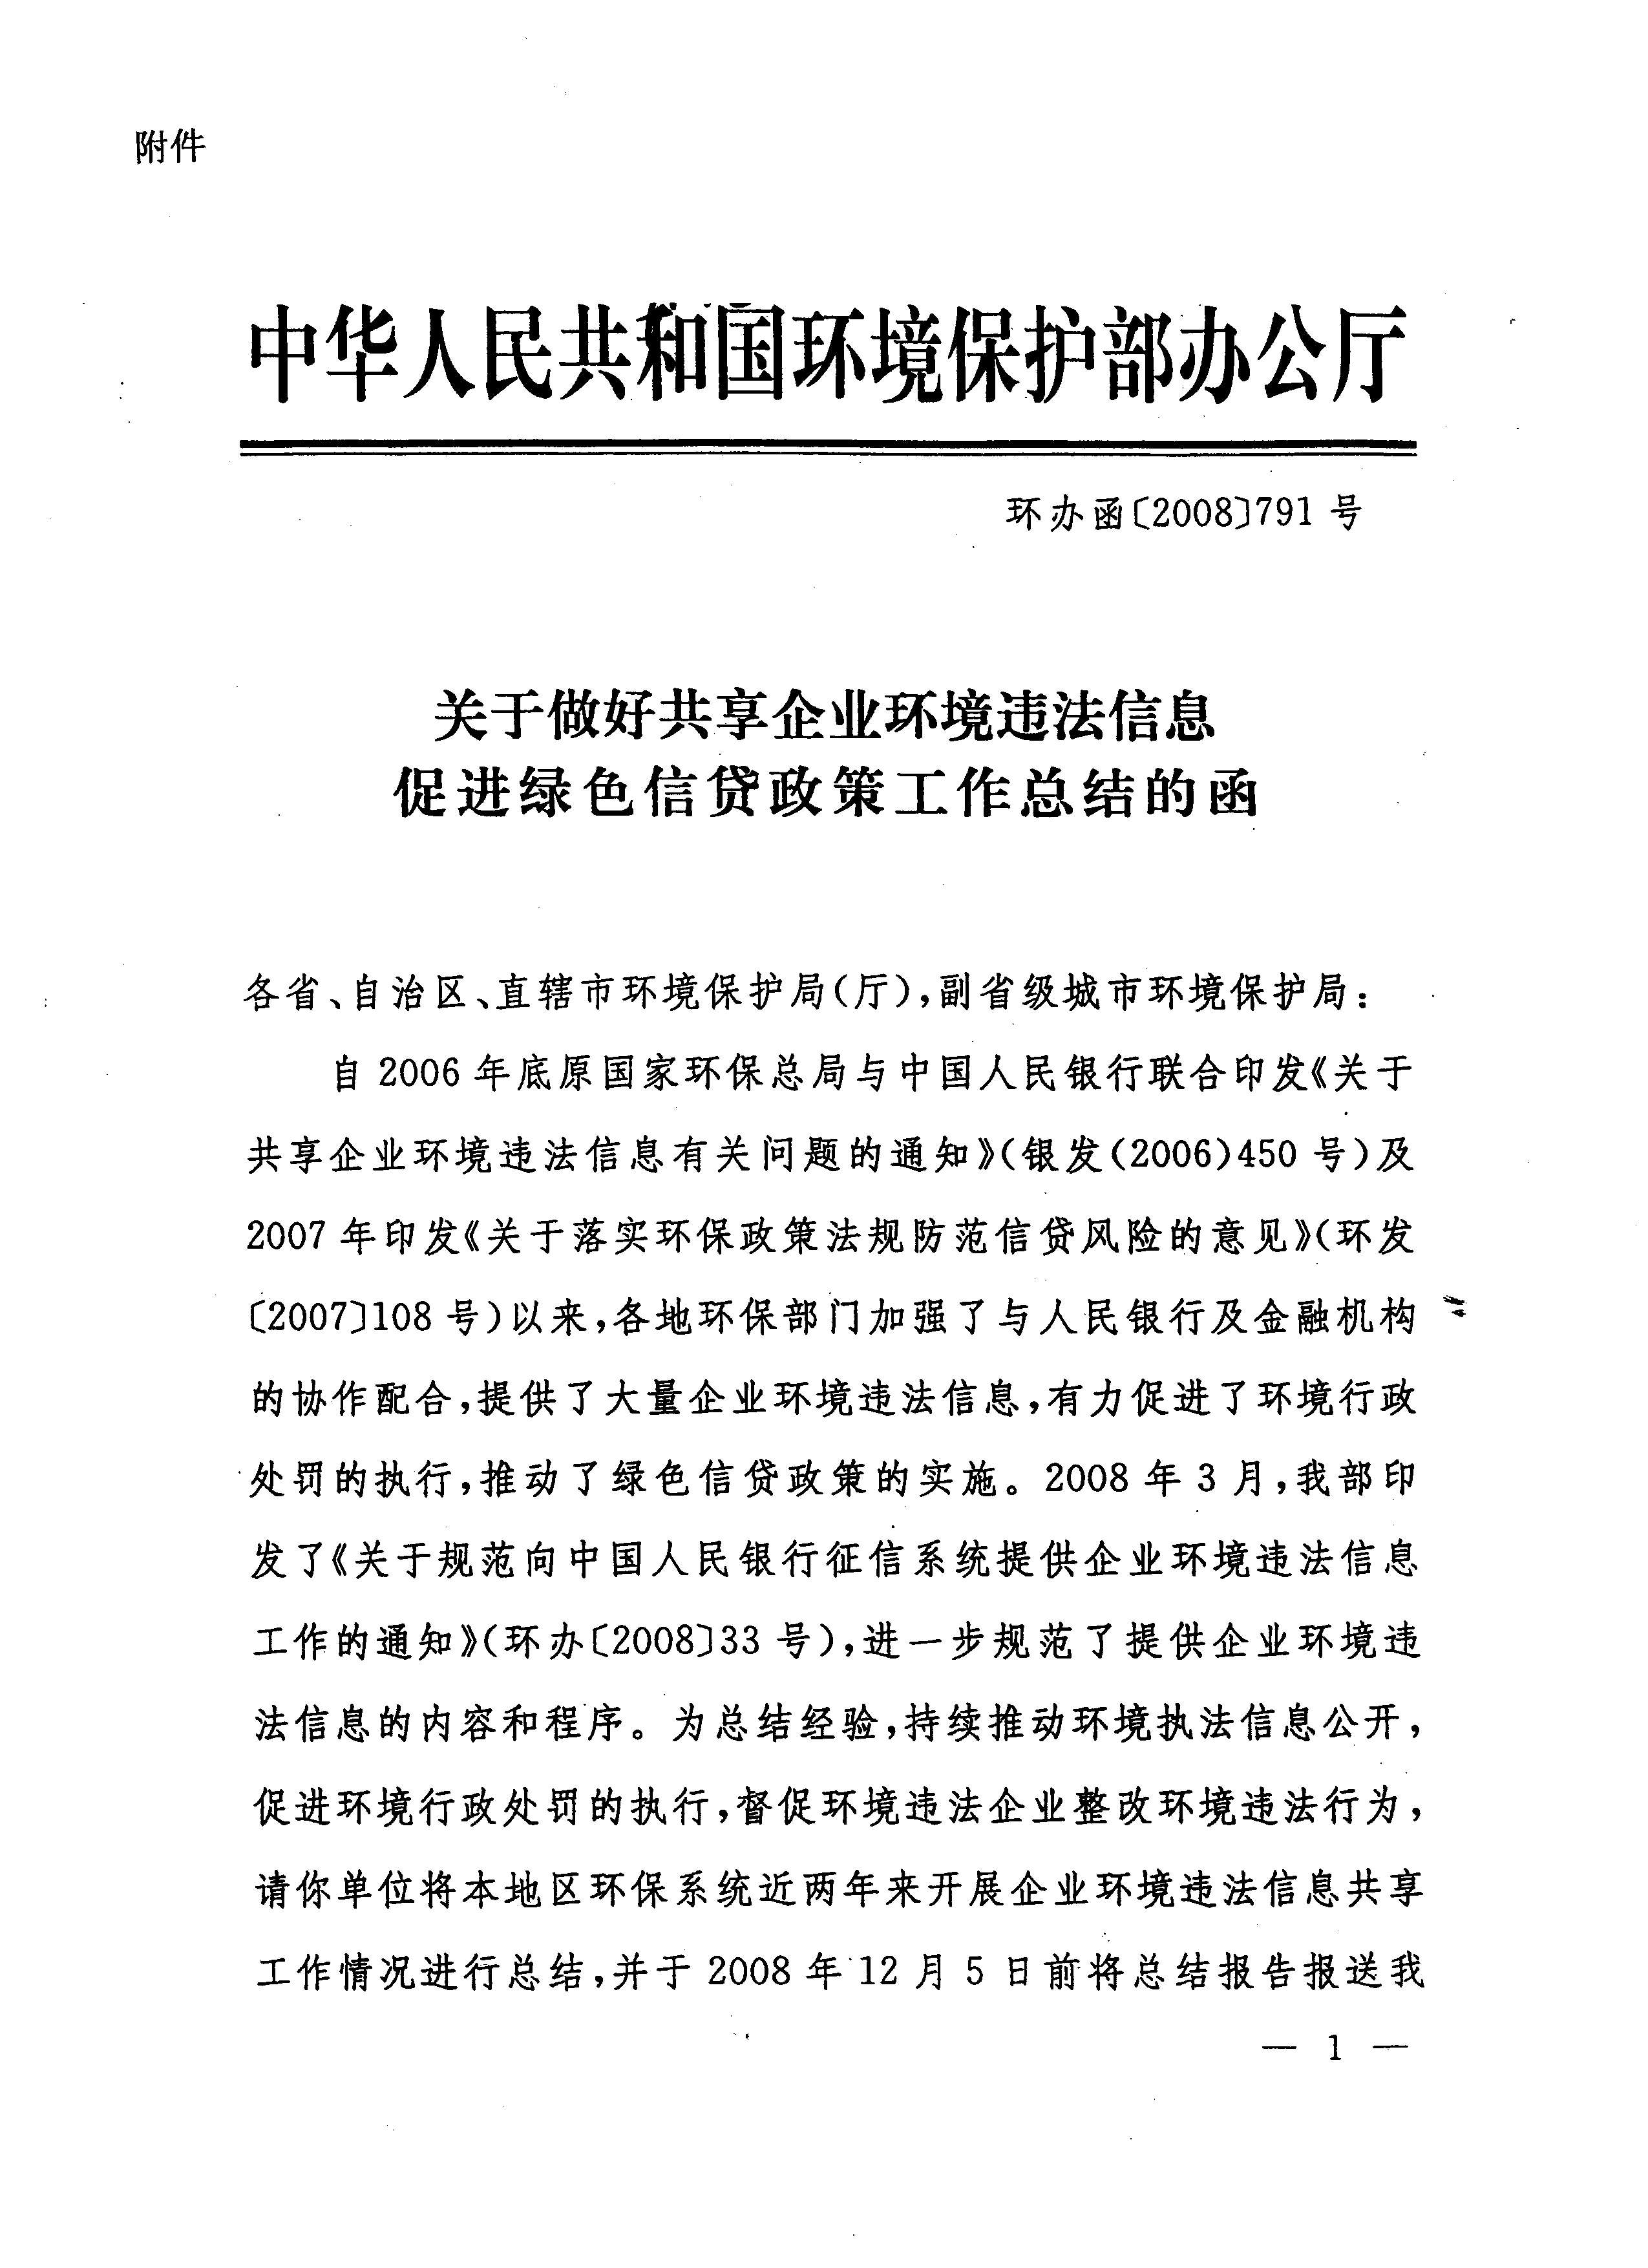 附件
中华人民共和国环境保护部办公厅
环办函〔2008〕791号
关于做好共享企业环境违法信息
促进绿色信贷政策工作总结的函
各省、自治区、直辖市环境保护局(厅),副省级城市环境保护局:
自2006年底原国家环保总局与中国人民银行联合印发《关于
共享企业环境违法信息有关问题的通知》(银发(2006)450号)及
2007年印发《关于落实环保政策法规防范信贷风险的意见》(环发
〔2007〕108号)以来,各地环保部门加强了与人民银行及金融机构
的协作配合,提供了大量企业环境违法信息,有力促进了环境行政
处罚的执行,推动了绿色信贷政策的实施。2008年3月,我部印
发了《关于规范向中国人民银行征信系统提供企业环境违法信息
工作的通知》(环办〔2008〕33号),进一步规范了提供企业环境违
法信息的内容和程序。为总结经验,持续推动环境执法信息公开,
促进环境行政处罚的执行,督促环境违法企业整改环境违法行为,
请你单位将本地区环保系统近两年来开展企业环境违法信息共享
工作情况进行总结,并于2008年12月5日前将总结报告报送我
— 1 —